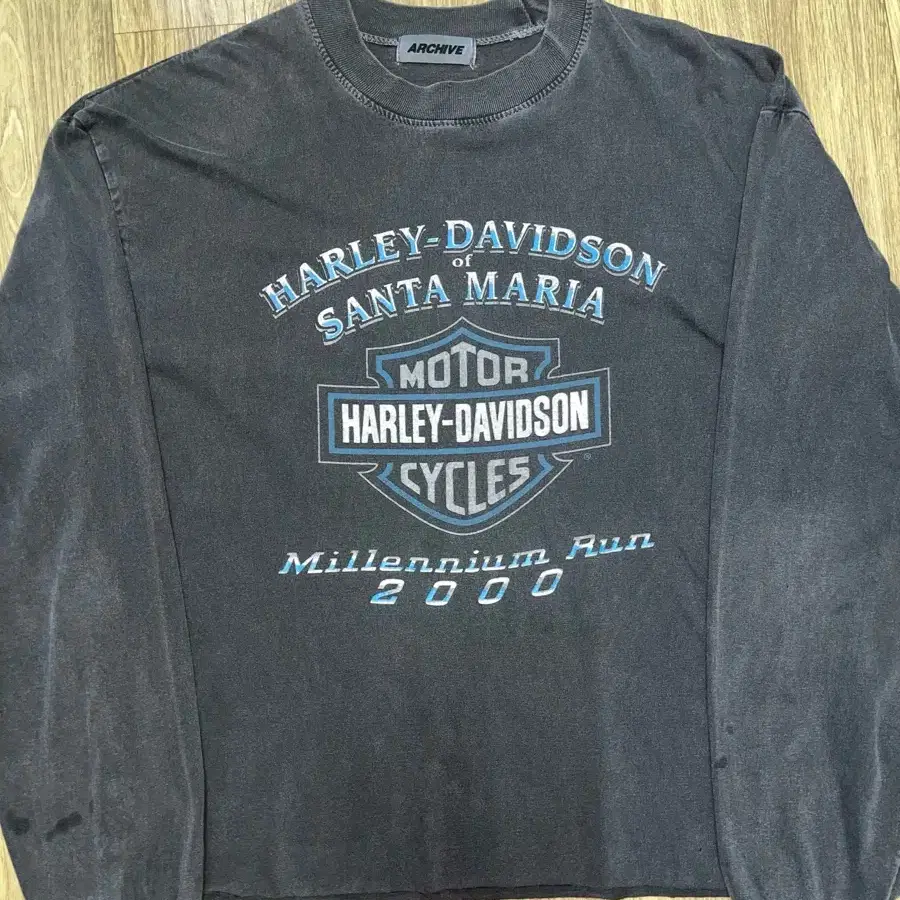 ARCHIVE
HARLEY-DAVIDSON
of
SANTA MARIA
MOTOR
HARLEY-DAVIDSON
CYCLES
®
Millennium Run
2000